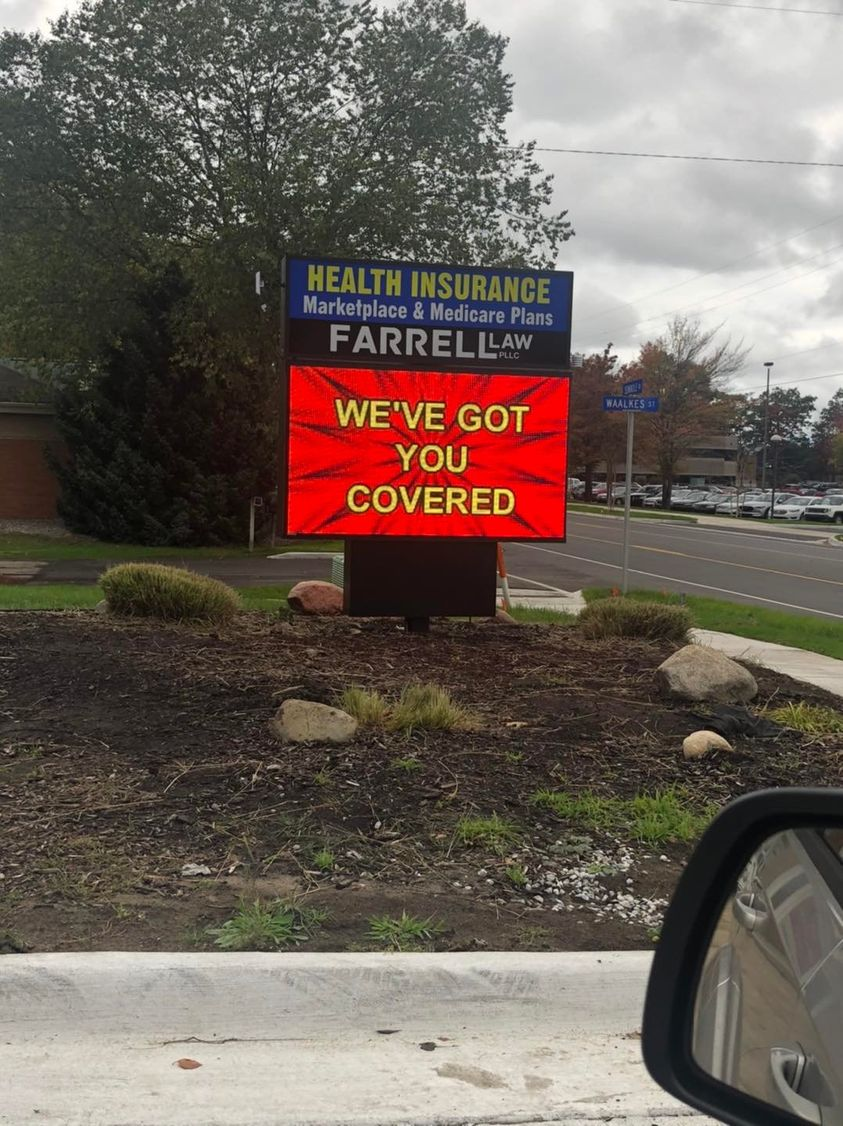 HEALTH INSURANCE
Marketplace & Medicare Plans
FARRELL LAW
PLLC
WE'VE GOT
YOU
COVERED
WAALKES ST